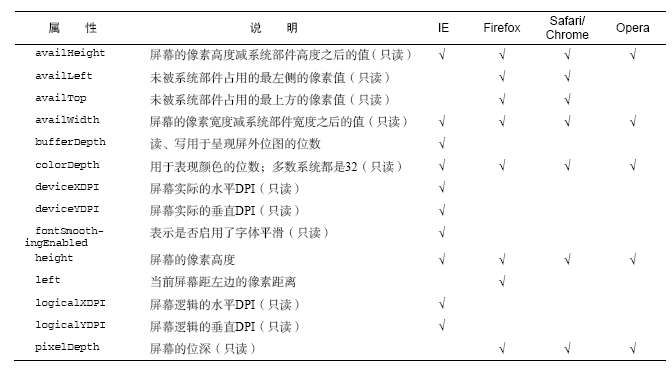 属 性 说 明 IE Firefox Safari/Chrome Opera
availHeight 屏幕的像素高度减系统部件高度之后的值（只读） √ √ √ √
availLeft 未被系统部件占用的最左侧的像素值（只读） √ √
availTop 未被系统部件占用的最上方的像素值（只读） √ √
availWidth 屏幕的像素宽度减系统部件宽度之后的值（只读） √ √ √ √
bufferDepth 读、写用于呈现屏外位图的位数 √
colorDepth 用于表现颜色的位数；多数系统都是32（只读） √ √ √ √
deviceXDPI 屏幕实际的水平DPI（只读） √
deviceYDPI 屏幕实际的垂直DPI（只读） √
fontSmooth-
ingEnabled 表示是否启用了字体平滑（只读） √
height 屏幕的像素高度 √ √ √ √
left 当前屏幕距左边的像素距离 √
logicalXDPI 屏幕逻辑的水平DPI（只读） √
logicalYDPI 屏幕逻辑的垂直DPI（只读） √
pixelDepth 屏幕的位深（只读） √ √ √